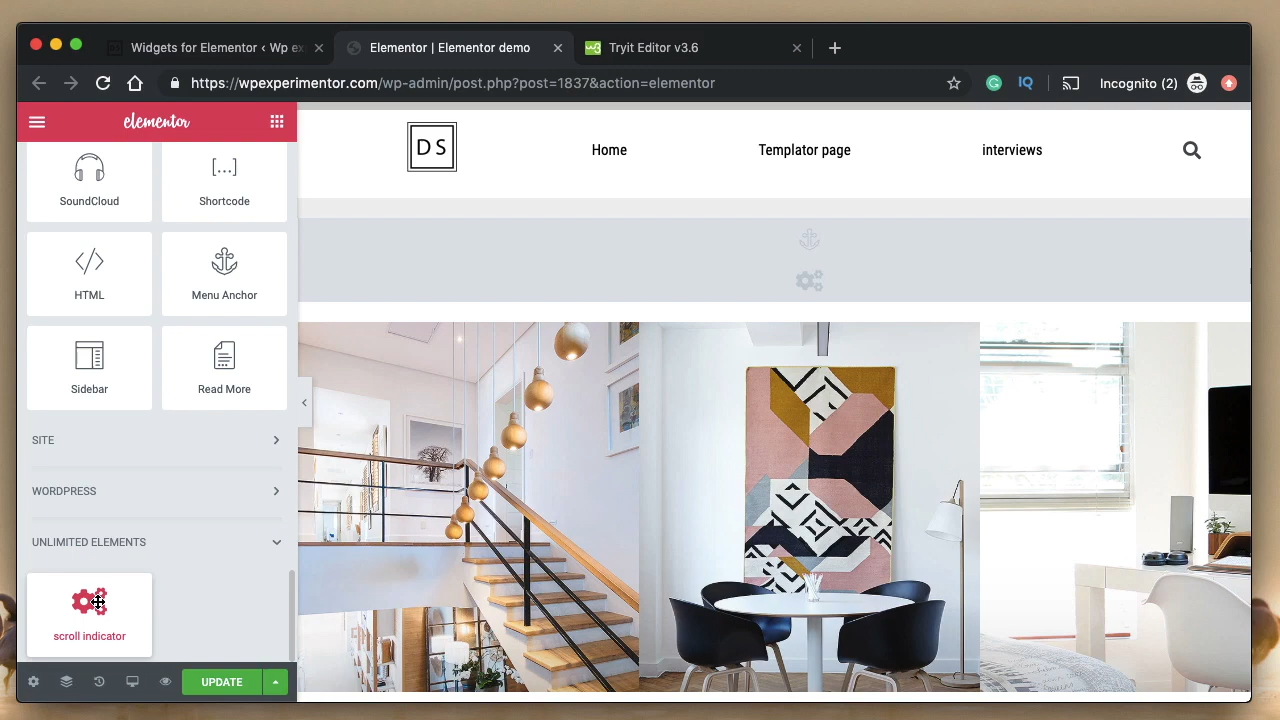 Widgets for Elementor ‹ Wp ex
Elementor | Elementor demo
W3
Tryit Editor v3.6
https://wpexperimentor.com/wp-admin/post.php?post=1837&action=elementor
IQ
Incognito (2)
elementor
DS
Home
Templator page
interviews
SoundCloud
[...]
Shortcode
</>
HTML
Menu Anchor
Sidebar
Read More
SITE
WORDPRESS
UNLIMITED ELEMENTS
scroll indicator
UPDATE